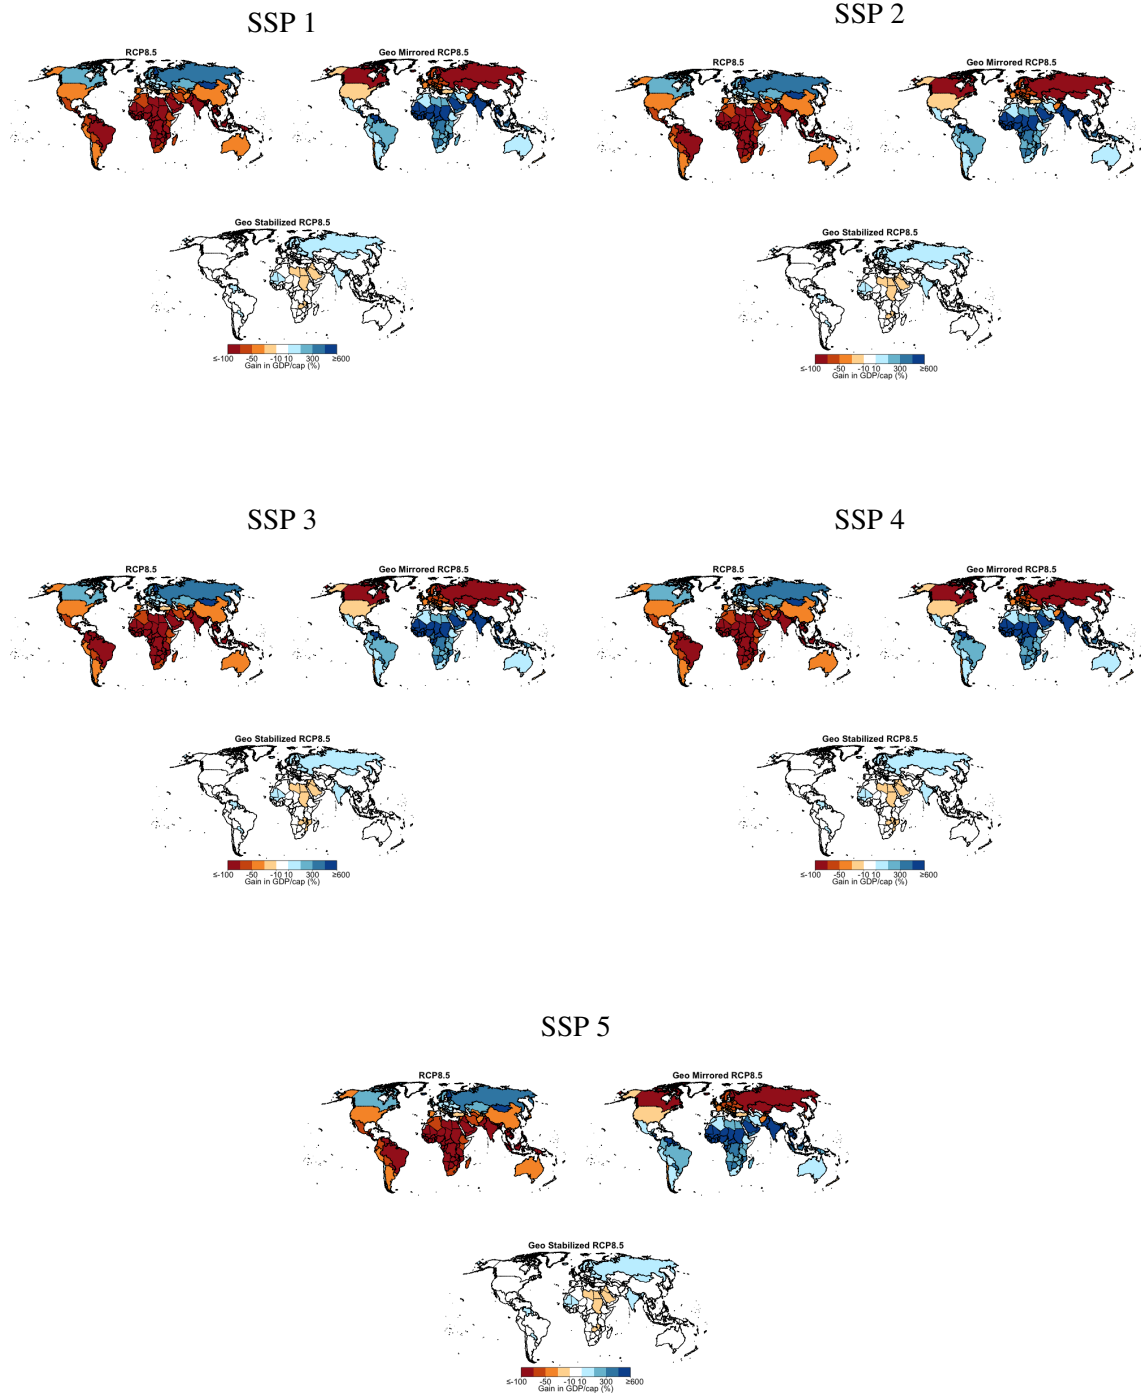 SSP 1
RCP8.5
Geo Mirrored RCP8.5
Geo Stabilized RCP8.5
≤-100 -50 -10 10 300 ≥600
Gain in GDP/cap (%)
SSP 2
RCP8.5
Geo Mirrored RCP8.5
Geo Stabilized RCP8.5
≤-100 -50 -10 10 300 ≥600
Gain in GDP/cap (%)
SSP 3
RCP8.5
Geo Mirrored RCP8.5
Geo Stabilized RCP8.5
≤-100 -50 -10 10 300 ≥600
Gain in GDP/cap (%)
SSP 4
RCP8.5
Geo Mirrored RCP8.5
Geo Stabilized RCP8.5
≤-100 -50 -10 10 300 ≥600
Gain in GDP/cap (%)
SSP 5
RCP8.5
Geo Mirrored RCP8.5
Geo Stabilized RCP8.5
≤-100 -50 -10 10 300 ≥600
Gain in GDP/cap (%)